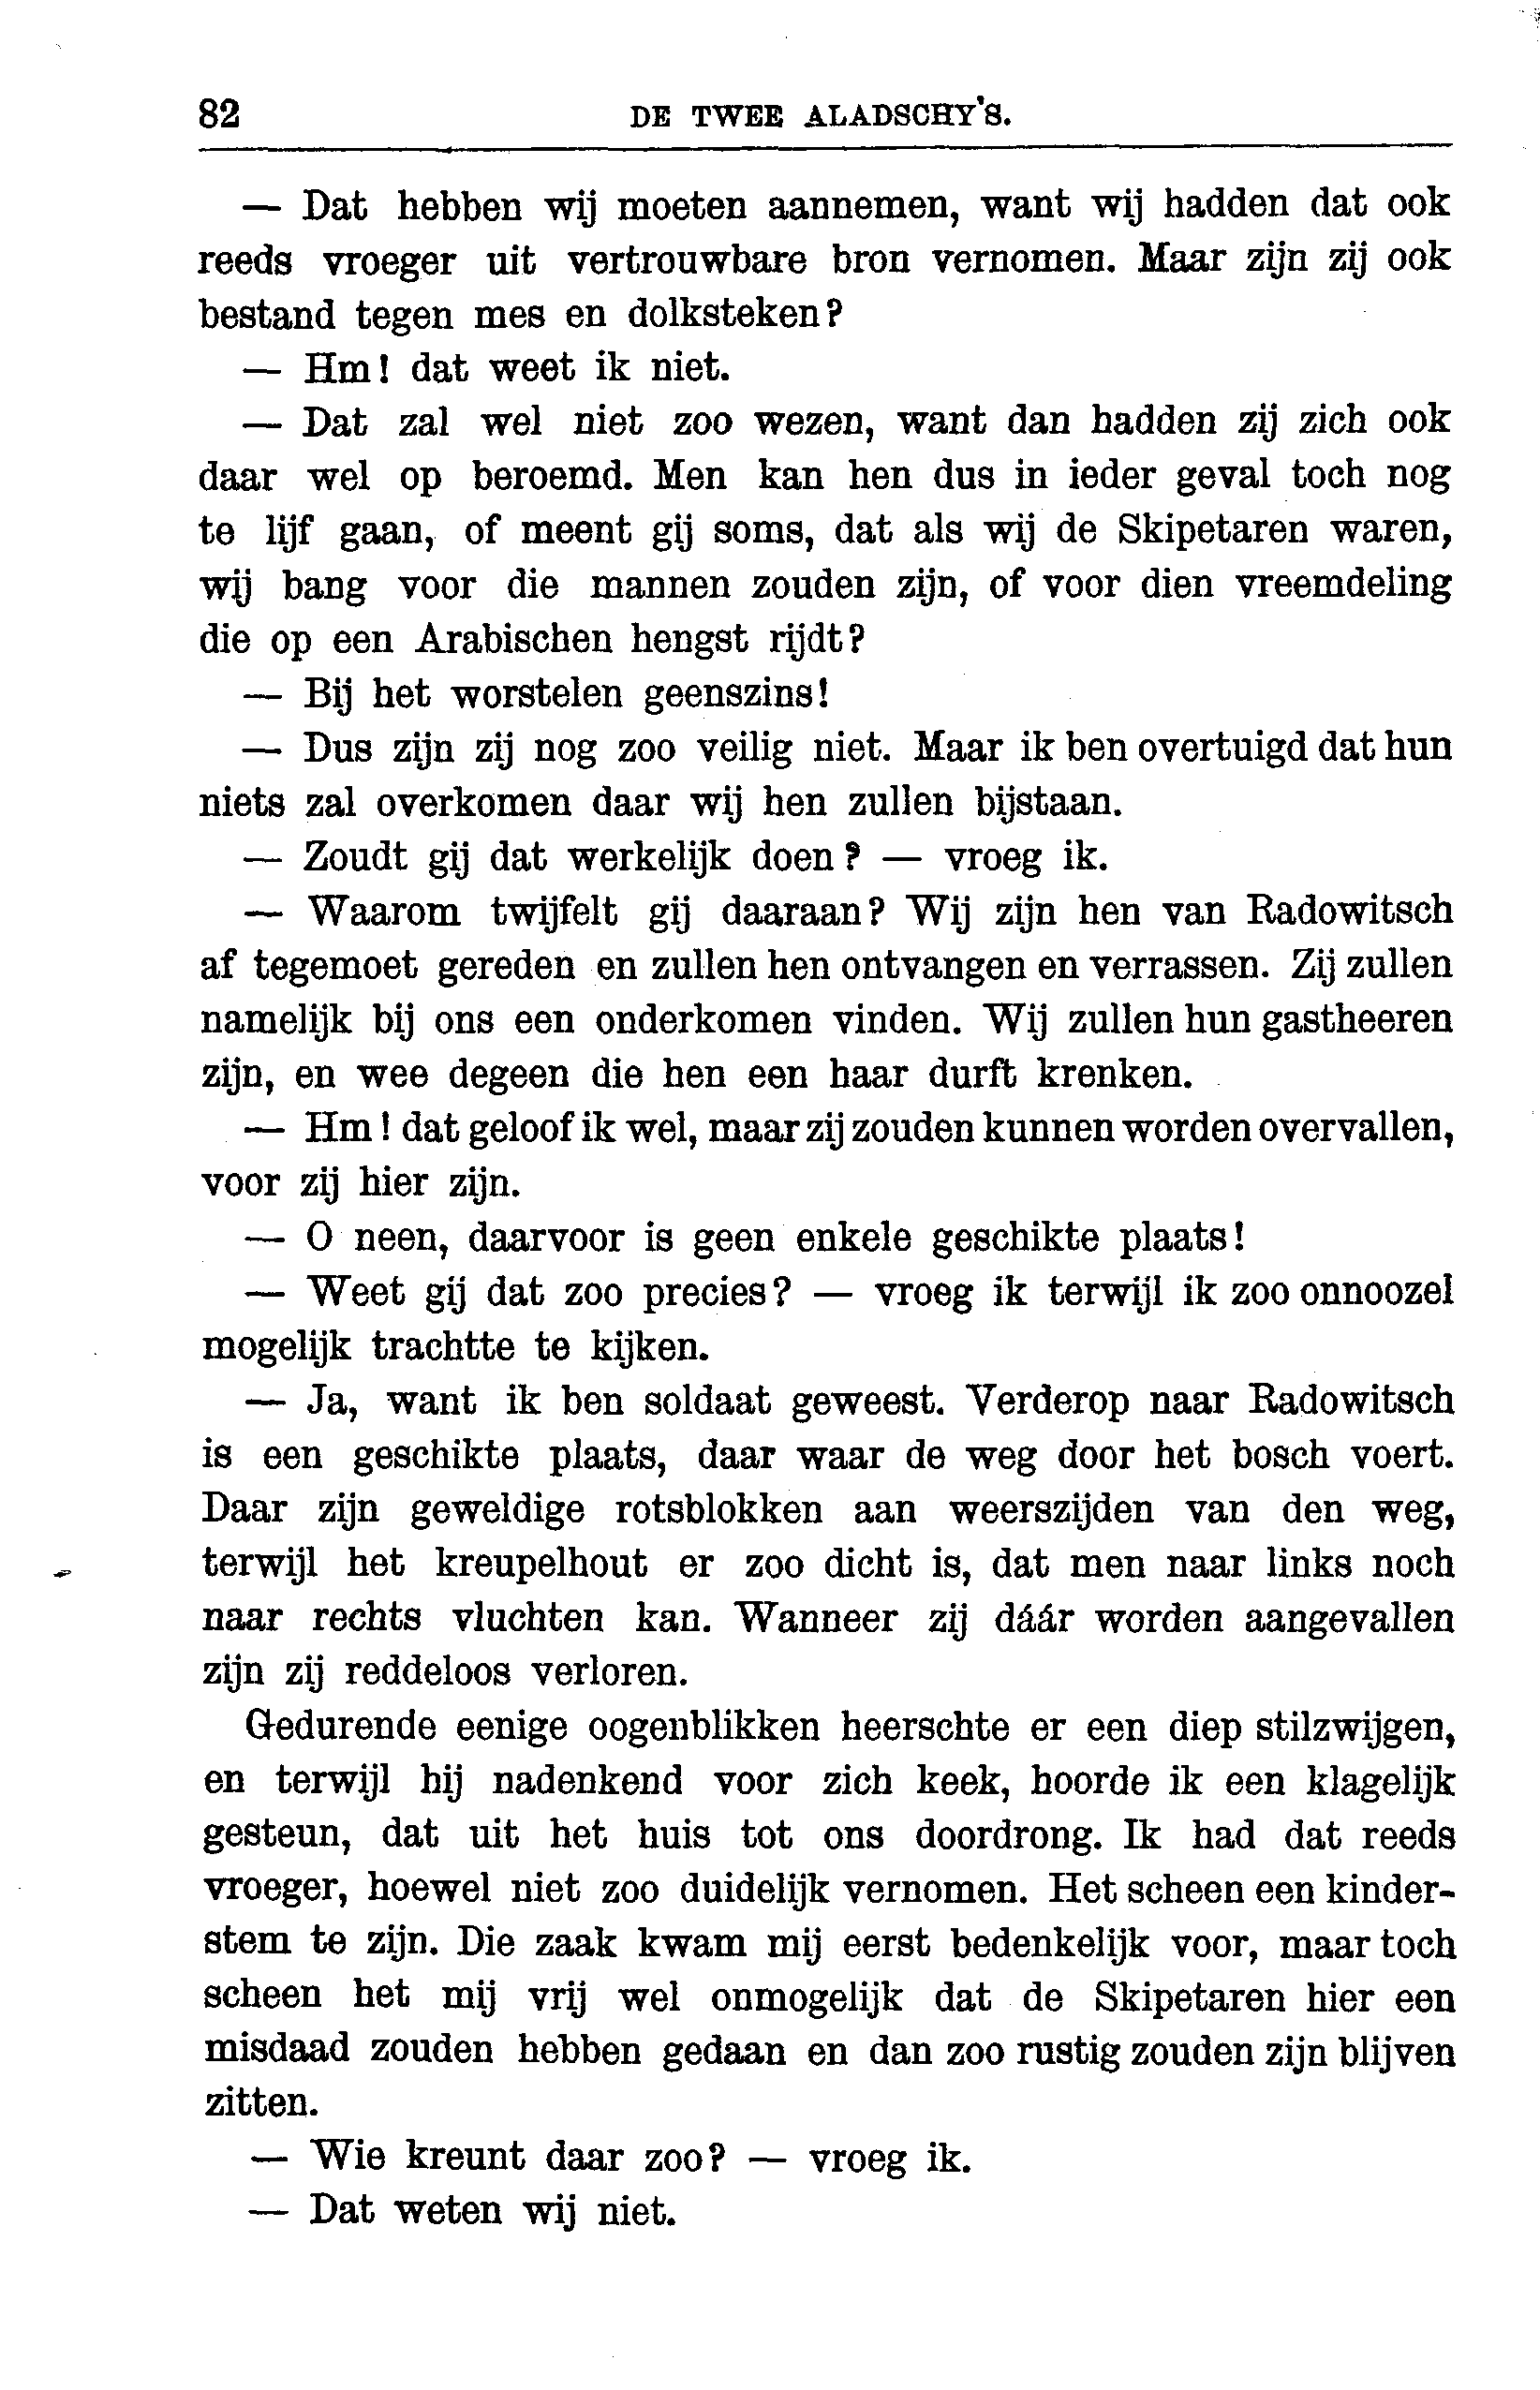 82 DE TWEE ALADSCHY'S.
— Dat hebben wij moeten aannemen, want wij hadden dat ook
reeds vroeger uit vertrouwbare bron vernomen. Maar zijn zij ook
bestand tegen mes en dolksteken?
— Hm! dat weet ik niet.
— Dat zal wel niet zoo wezen, want dan hadden zij zich ook
daar wel op beroemd. Men kan hen dus in ieder geval toch nog
te lijf gaan, of meent gij soms, dat als wij de Skipetaren waren,
wij bang voor die mannen zouden zijn, of voor dien vreemdeling
die op een Arabischen hengst rijdt?
— Bij het worstelen geenszins!
— Dus zijn zij nog zoo veilig niet. Maar ik ben overtuigd dat hun
niets zal overkomen daar wij hen zullen bijstaan.
— Zoudt gij dat werkelijk doen? — vroeg ik.
— Waarom twijfelt gij daaraan? Wij zijn hen van Radowitsch
af tegemoet gereden en zullen hen ontvangen en verrassen. Zij zullen
namelijk bij ons een onderkomen vinden. Wij zullen hun gastheeren
zijn, en wee degeen die hen een haar durft krenken.
— Hm! dat geloof ik wel, maar zij zouden kunnen worden overvallen,
voor zij hier zijn.
— O neen, daarvoor is geen enkele geschikte plaats!
— Weet gij dat zoo precies? — vroeg ik terwijl ik zoo onnoozel
mogelijk trachtte te kijken.
— Ja, want ik ben soldaat geweest. Verderop naar Radowitsch
is een geschikte plaats, daar waar de weg door het bosch voert.
Daar zijn geweldige rotsblokken aan weerszijden van den weg,
terwijl het kreupelhout er zoo dicht is, dat men naar links noch
naar rechts vluchten kan. Wanneer zij dáár worden aangevallen
zijn zij reddeloos verloren.
Gedurende eenige oogenblikken heerschte er een diep stilzwijgen,
en terwijl hij nadenkend voor zich keek, hoorde ik een klagelijk
gesteun, dat uit het huis tot ons doordrong. Ik had dat reeds
vroeger, hoewel niet zoo duidelijk vernomen. Het scheen een kinder-
stem te zijn. Die zaak kwam mij eerst bedenkelijk voor, maar toch
scheen het mij vrij wel onmogelijk dat de Skipetaren hier een
misdaad zouden hebben gedaan en dan zoo rustig zouden zijn blijven
zitten.
— Wie kreunt daar zoo? — vroeg ik.
— Dat weten wij niet.